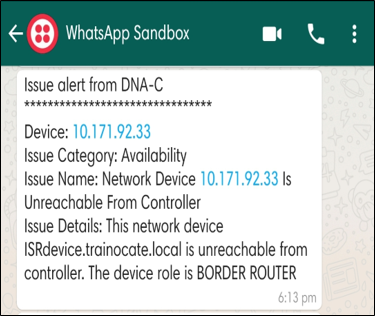 WhatsApp Sandbox
Issue alert from DNA-C
********************************
Device: 10.171.92.33
Issue Category: Availability
Issue Name: Network Device 10.171.92.33 Is
Unreachable From Controller
Issue Details: This network device
ISRdevice.trainocate.local is unreachable from
controller. The device role is BORDER ROUTER
6:13 pm